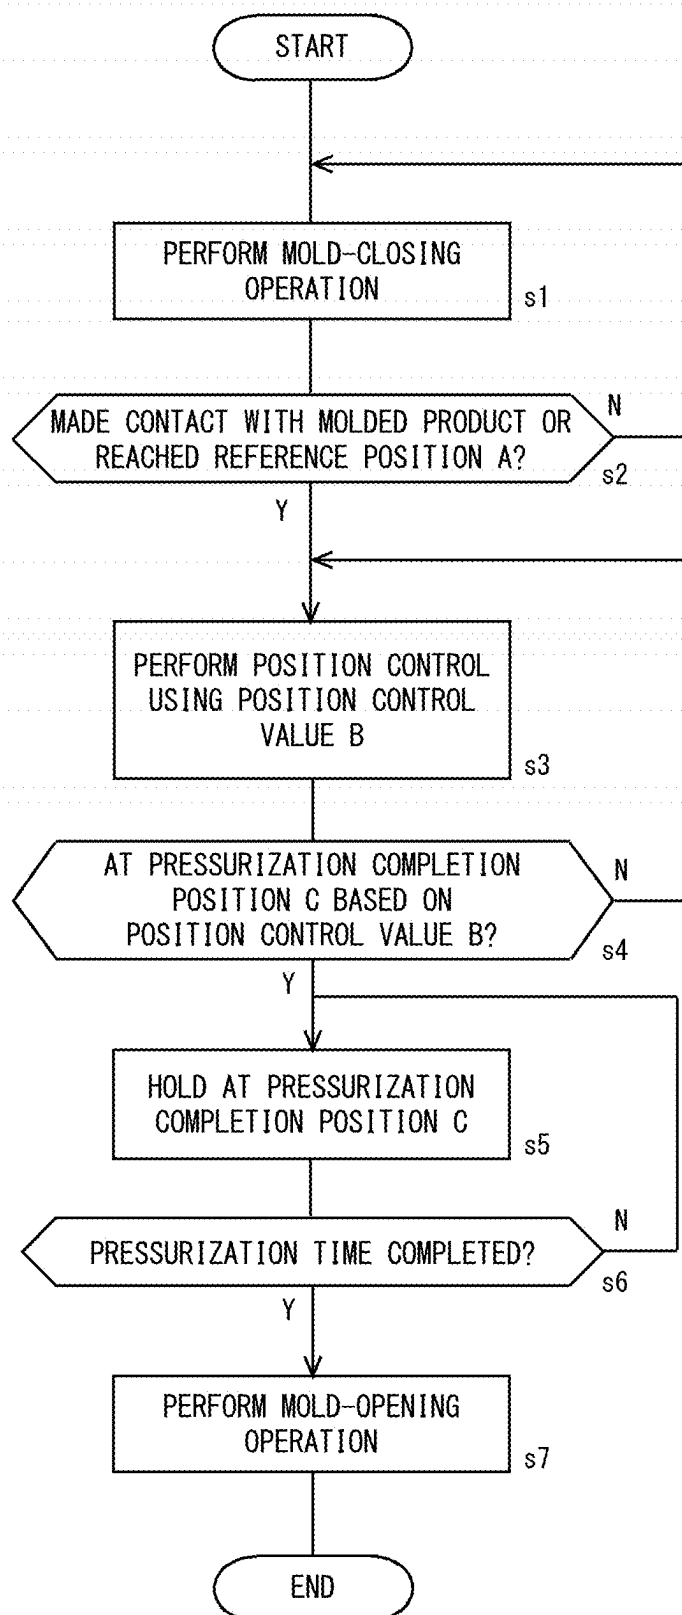 START
PERFORM MOLD-CLOSING
OPERATION
s1
MADE CONTACT WITH MOLDED PRODUCT OR
REACHED REFERENCE POSITION A?
N
s2
Y
PERFORM POSITION CONTROL
USING POSITION CONTROL
VALUE B
s3
AT PRESSURIZATION COMPLETION
POSITION C BASED ON
POSITION CONTROL VALUE B?
N
s4
Y
HOLD AT PRESSURIZATION
COMPLETION POSITION C
s5
PRESSURIZATION TIME COMPLETED?
N
s6
Y
PERFORM MOLD-OPENING
OPERATION
s7
END